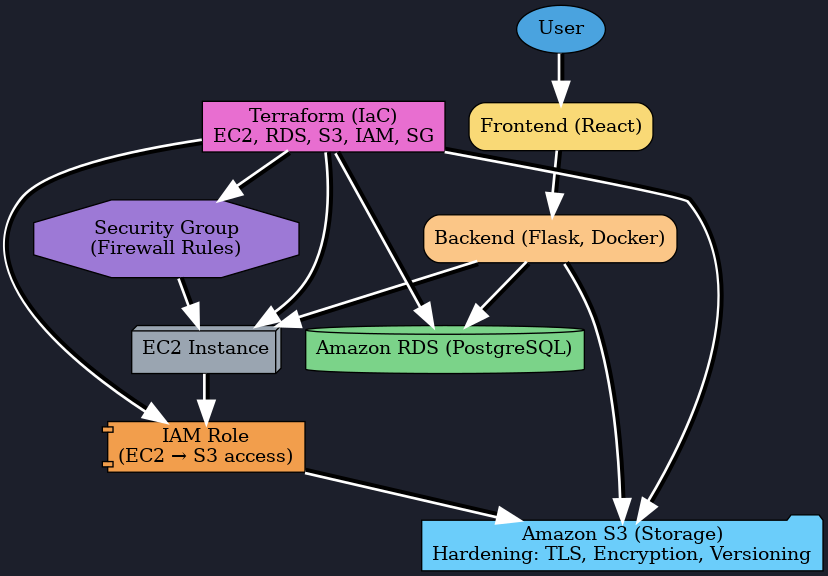 User
Terraform (IaC)
EC2, RDS, S3, IAM, SG
Frontend (React)
Security Group
(Firewall Rules)
Backend (Flask, Docker)
EC2 Instance
Amazon RDS (PostgreSQL)
IAM Role
(EC2 → S3 access)
Amazon S3 (Storage)
Hardening: TLS, Encryption, Versioning